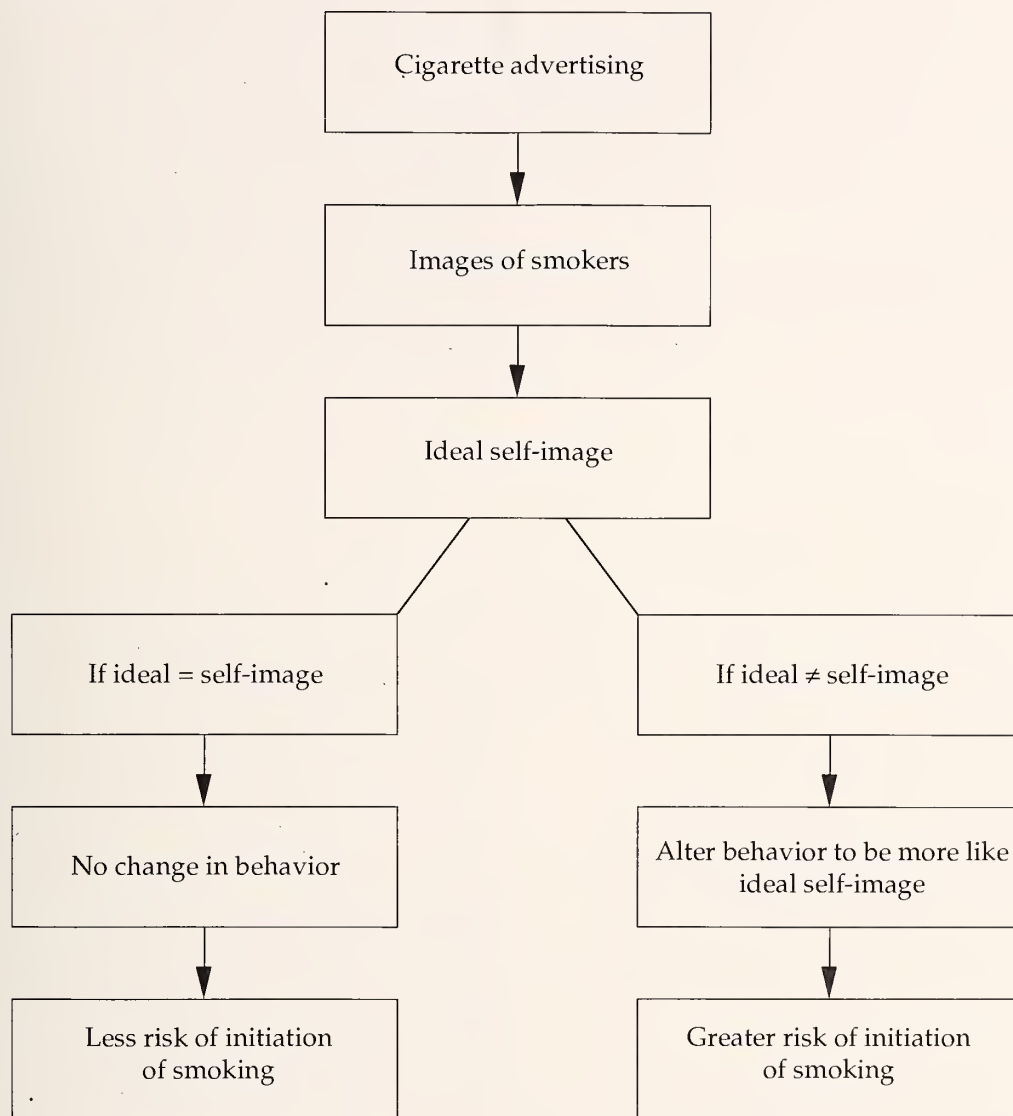 Cigarette advertising
Images of smokers
Ideal self-image
If ideal = self-image
No change in behavior
Less risk of initiation
of smoking
If ideal ≠ self-image
Alter behavior to be more like
ideal self-image
Greater risk of initiation
of smoking